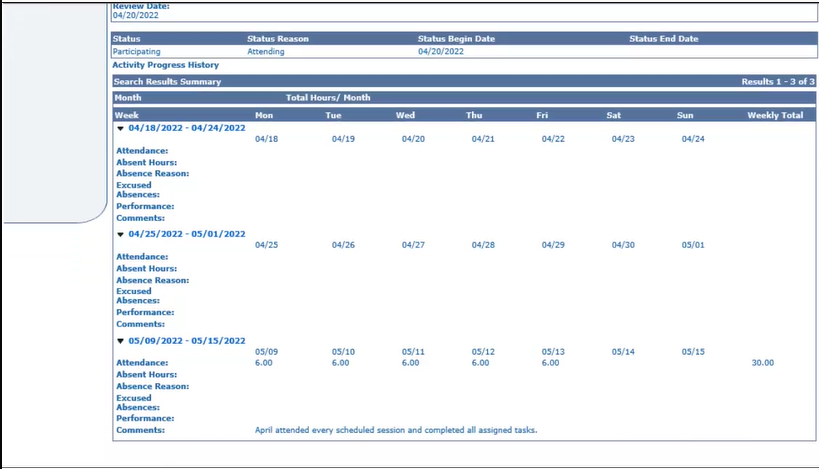 Review Date:
04/20/2022
Status Status Reason Status Begin Date Status End Date
Participating Attending 04/20/2022
Activity Progress History
Search Results Summary Results 1 - 3 of 3
Month Total Hours/ Month
Week Mon Tue Wed Thu Fri Sat Sun Weekly Total
04/18/2022 - 04/24/2022
04/18 04/19 04/20 04/21 04/22 04/23 04/24
Attendance:
Absent Hours:
Absence Reason:
Excused
Absences:
Performance:
Comments:
04/25/2022 - 05/01/2022
04/25 04/26 04/27 04/28 04/29 04/30 05/01
Attendance:
Absent Hours:
Absence Reason:
Excused
Absences:
Performance:
Comments:
05/09/2022 - 05/15/2022
05/09 05/10 05/11 05/12 05/13 05/14 05/15
Attendance: 6.00 6.00 6.00 6.00 6.00 30.00
Absent Hours:
Absence Reason:
Excused
Absences:
Performance:
Comments: April attended every scheduled session and completed all assigned tasks.